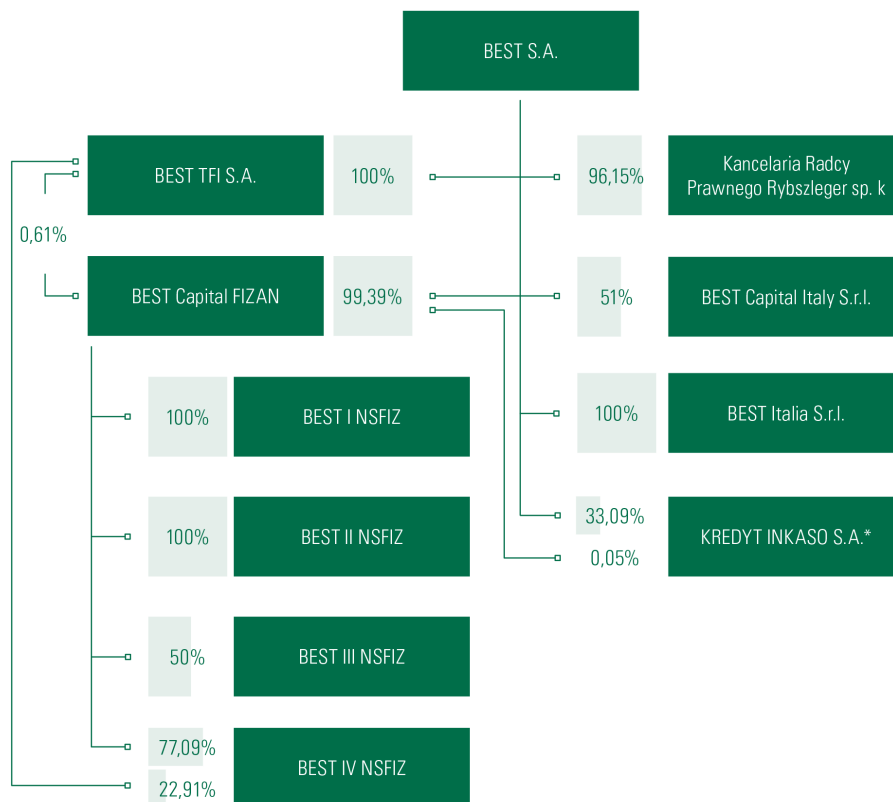 BEST S.A.
BEST TFI S.A.
100%
96,15%
Kancelaria Radcy
Prawnego Rybszleger sp. k
0,61%
BEST Capital FIZAN
99,39%
51%
BEST Capital Italy S.r.l.
100%
BEST I NSFIZ
100%
BEST Italia S.r.l.
100%
BEST II NSFIZ
33,09%
0,05%
KREDYT INKASO S.A.*
50%
BEST III NSFIZ
77,09%
22,91%
BEST IV NSFIZ